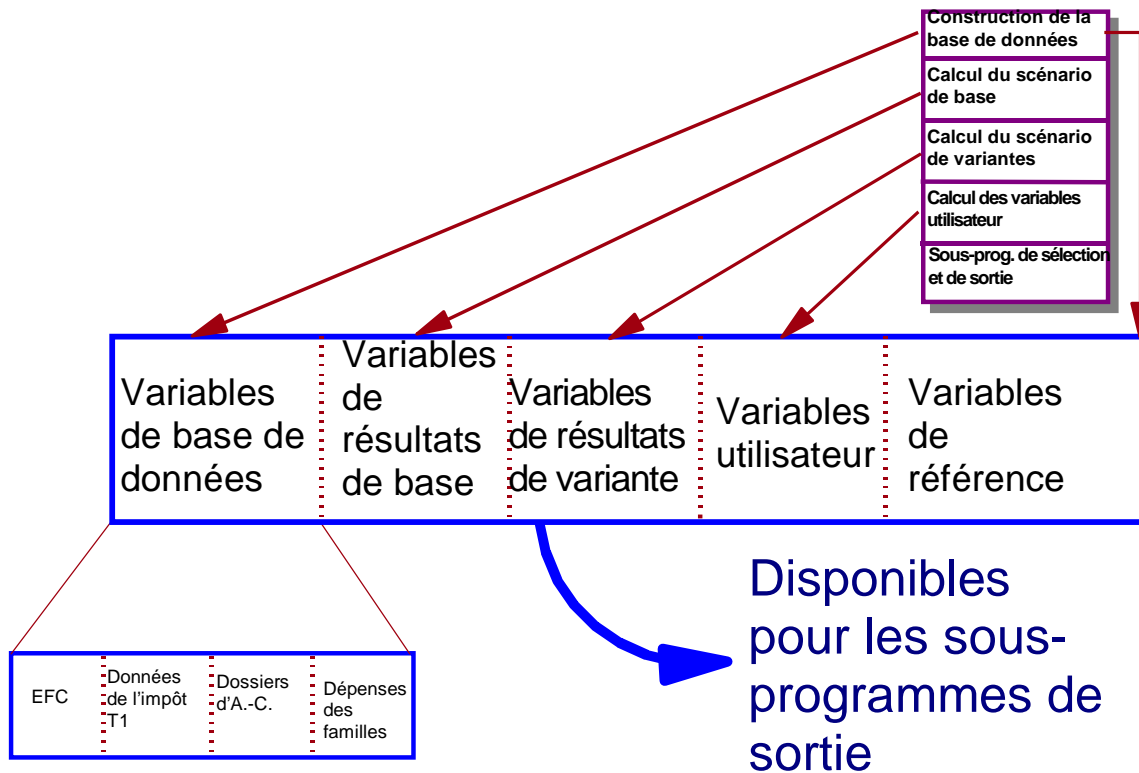 Construction de la
base de données
Calcul du scénario
de base
Calcul du scénario
de variantes
Calcul des variables
utilisateur
Sous-prog. de sélection
et de sortie
Variables
de base de
données
Variables
de
résultats
de base
Variables
de résultats
de variante
Variables
utilisateur
Variables
de
référence
EFC
Données
de l'impôt
T1
Dossiers
d'A.-C.
Dépenses
des
familles
Disponibles
pour les sous-
programmes de
sortie